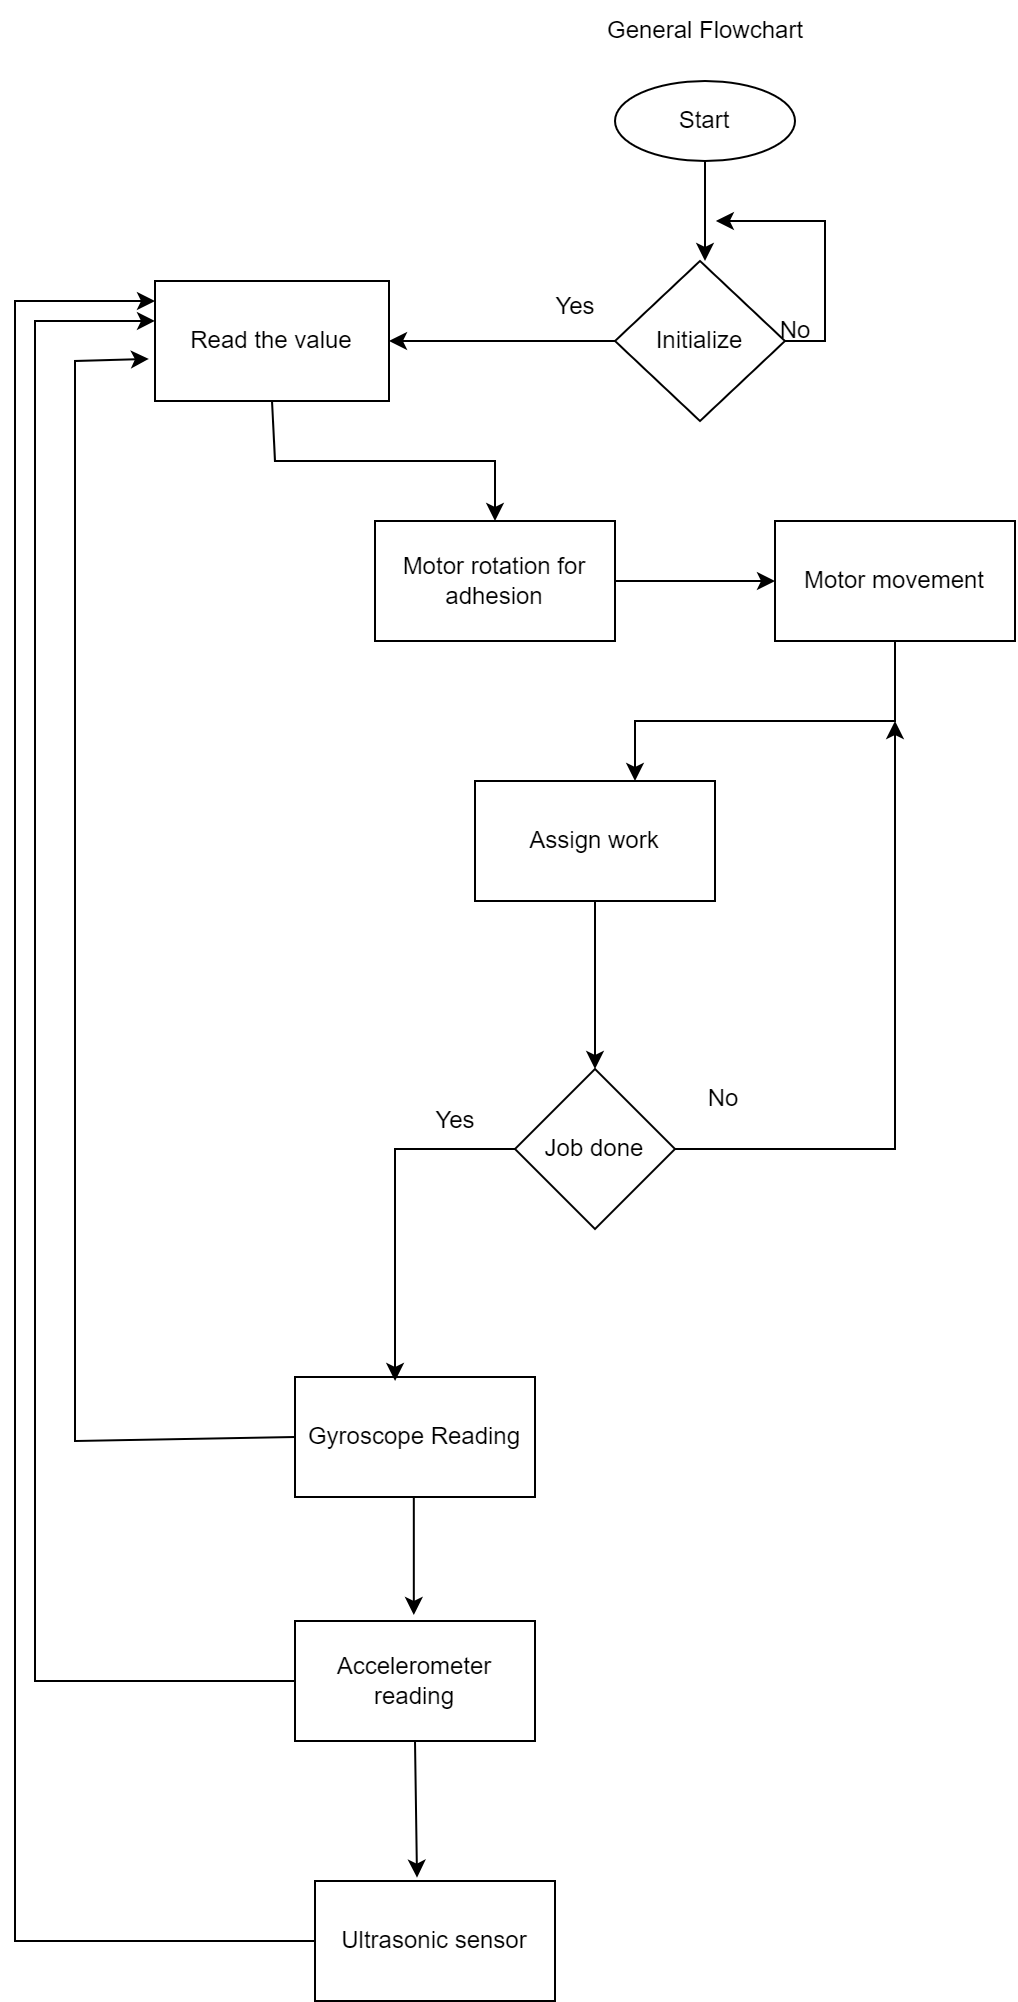 General Flowchart
Start
Yes
Initialize
No
Read the value
Motor rotation for
adhesion
Motor movement
Assign work
Yes
No
Job done
Gyroscope Reading
Accelerometer
reading
Ultrasonic sensor